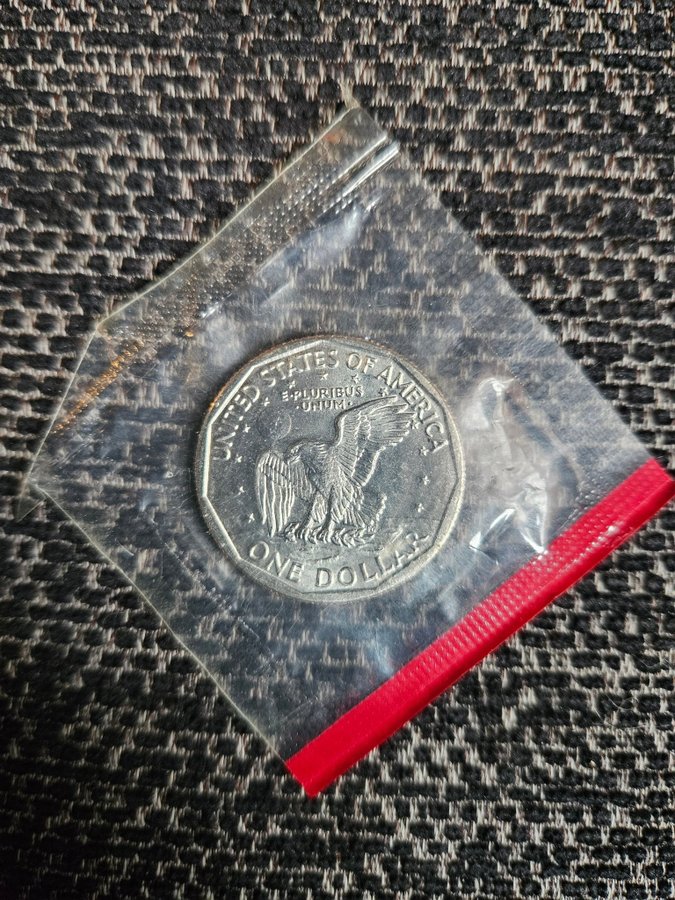 UNITED STATES OF AMERICA
E·PLURIBUS
·UNUM·
ONE DOLLAR